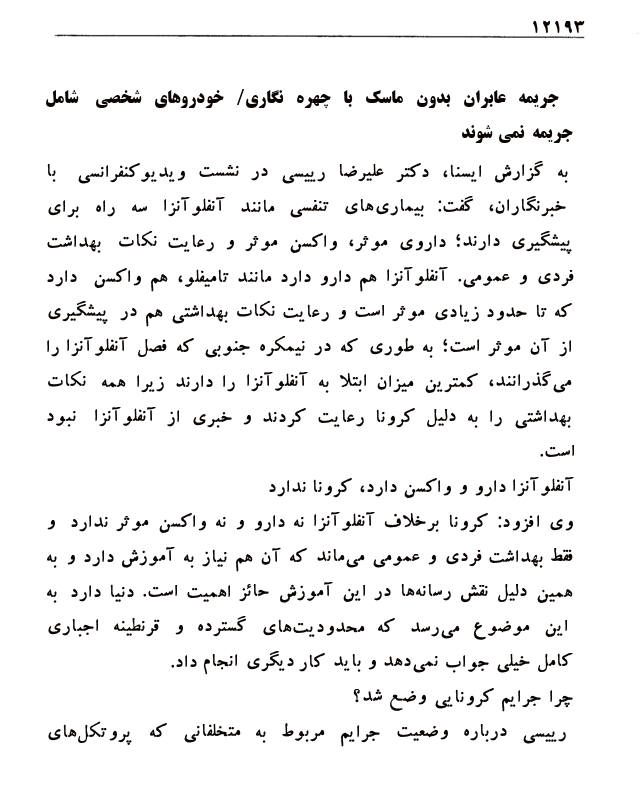 ۱۲۱۹۳
جریمه عابران بدون ماسک با چهره نگاری/ خودروهای شخصی شامل
جریمه نمی شوند
به گزارش ایسنا، دکتر علیرضا رییسی در نشست ویدیوکنفرانسی با
خبرنگاران، گفت: بیماری‌های تنفسی مانند آنفلوآنزا سه راه برای
پیشگیری دارند؛ داروی موثر، واکسن موثر و رعایت نکات بهداشت
فردی و عمومی. آنفلوآنزا هم دارو دارد مانند تامیفلو، هم واکسن دارد
که تا حدود زیادی موثر است و رعایت نکات بهداشتی هم در پیشگیری
از آن موثر است؛ به طوری که در نیمکره جنوبی که فصل آنفلوآنزا را
می‌گذرانند، کمترین میزان ابتلا به آنفلوآنزا را دارند زیرا همه نکات
بهداشتی را به دلیل کرونا رعایت کردند و خبری از آنفلوآنزا نبود
است.
آنفلوآنزا دارو و واکسن دارد، کرونا ندارد
وی افزود: کرونا برخلاف آنفلوآنزا نه دارو و نه واکسن موثر ندارد و
فقط بهداشت فردی و عمومی می‌ماند که آن هم نیاز به آموزش دارد و به
همین دلیل نقش رسانه‌ها در این آموزش حائز اهمیت است. دنیا دارد به
این موضوع می‌رسد که محدودیت‌های گسترده و قرنطینه اجباری
کامل خیلی جواب نمی‌دهد و باید کار دیگری انجام داد.
چرا جرایم کرونایی وضع شد؟
رییسی درباره وضعیت جرایم مربوط به متخلفانی که پروتکل‌های